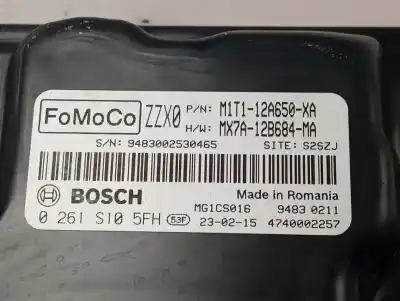 FoMoCo ZZX0 P/N: M1T1-12A650-XA
H/W: MX7A-12B684-MA
S/N: 9483002530465 SITE: S2SZJ
BOSCH Made in Romania
MG1CS016 9483 0211
0 261 S10 5FH 53F 23-02-15 4740002257